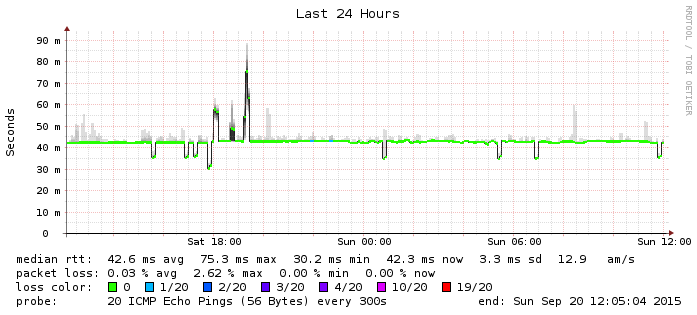 Last 24 Hours
RRDTOOL / TOBI OETIKER
Seconds
90 m
80 m
70 m
60 m
50 m
40 m
30 m
20 m
10 m
0
Sat 18:00 Sun 00:00 Sun 06:00 Sun 12:00
median rtt: 42.6 ms avg 75.3 ms max 30.2 ms min 42.3 ms now 3.3 ms sd 12.9 am/s
packet loss: 0.03 % avg 2.62 % max 0.00 % min 0.00 % now
loss color: 0 1/20 2/20 3/20 4/20 10/20 19/20
probe: 20 ICMP Echo Pings (56 Bytes) every 300s end: Sun Sep 20 12:05:04 2015